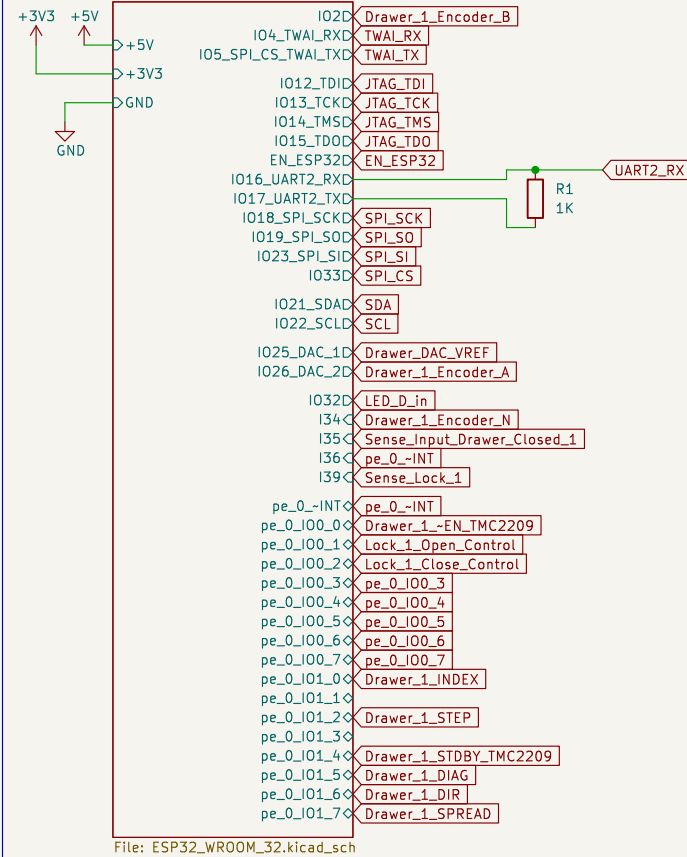 +3V3 +5V
+5V
+3V3
GND
GND
IO2 Drawer_1_Encoder_B
IO4_TWAI_RX TWAI_RX
IO5_SPI_CS_TWAI_TX TWAI_TX
IO12_TDI JTAG_TDI
IO13_TCK JTAG_TCK
IO14_TMS JTAG_TMS
IO15_TDO JTAG_TDO
EN_ESP32 EN_ESP32
IO16_UART2_RX UART2_RX
R1
1K
IO17_UART2_TX
IO18_SPI_SCK SPI_SCK
IO19_SPI_SO SPI_SO
IO23_SPI_SI SPI_SI
IO33 SPI_CS
IO21_SDA SDA
IO22_SCL SCL
IO25_DAC_1 Drawer_DAC_VREF
IO26_DAC_2 Drawer_1_Encoder_A
IO32 LED_D_in
I34 Drawer_1_Encoder_N
I35 Sense_Input_Drawer_Closed_1
I36 pe_0_~INT
I39 Sense_Lock_1
pe_0_~INT pe_0_~INT
pe_0_IO0_0 Drawer_1_~EN_TMC2209
pe_0_IO0_1 Lock_1_Open_Control
pe_0_IO0_2 Lock_1_Close_Control
pe_0_IO0_3 pe_0_IO0_3
pe_0_IO0_4 pe_0_IO0_4
pe_0_IO0_5 pe_0_IO0_5
pe_0_IO0_6 pe_0_IO0_6
pe_0_IO0_7 pe_0_IO0_7
pe_0_IO1_0 Drawer_1_INDEX
pe_0_IO1_1
pe_0_IO1_2 Drawer_1_STEP
pe_0_IO1_3
pe_0_IO1_4 Drawer_1_STDBY_TMC2209
pe_0_IO1_5 Drawer_1_DIAG
pe_0_IO1_6 Drawer_1_DIR
pe_0_IO1_7 Drawer_1_SPREAD
File: ESP32_WROOM_32.kicad_sch